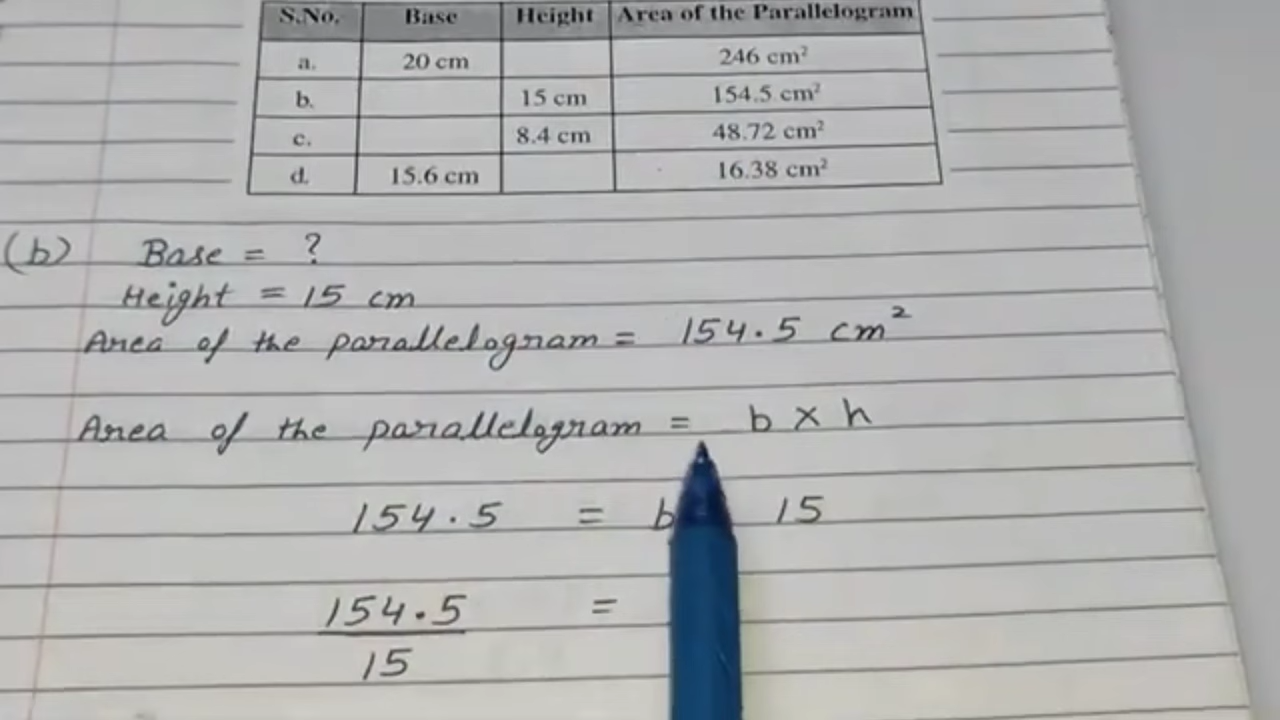 S.No. Base Height Area of the Parallelogram
a. 20 cm 246 cm²
b. 15 cm 154.5 cm²
c. 8.4 cm 48.72 cm²
d. 15.6 cm 16.38 cm²
(b) Base = ?
Height = 15 cm
Area of the parallelogram = 154.5 cm²
Area of the parallelogram = b × h
154.5 = b 15
154.5 =
15